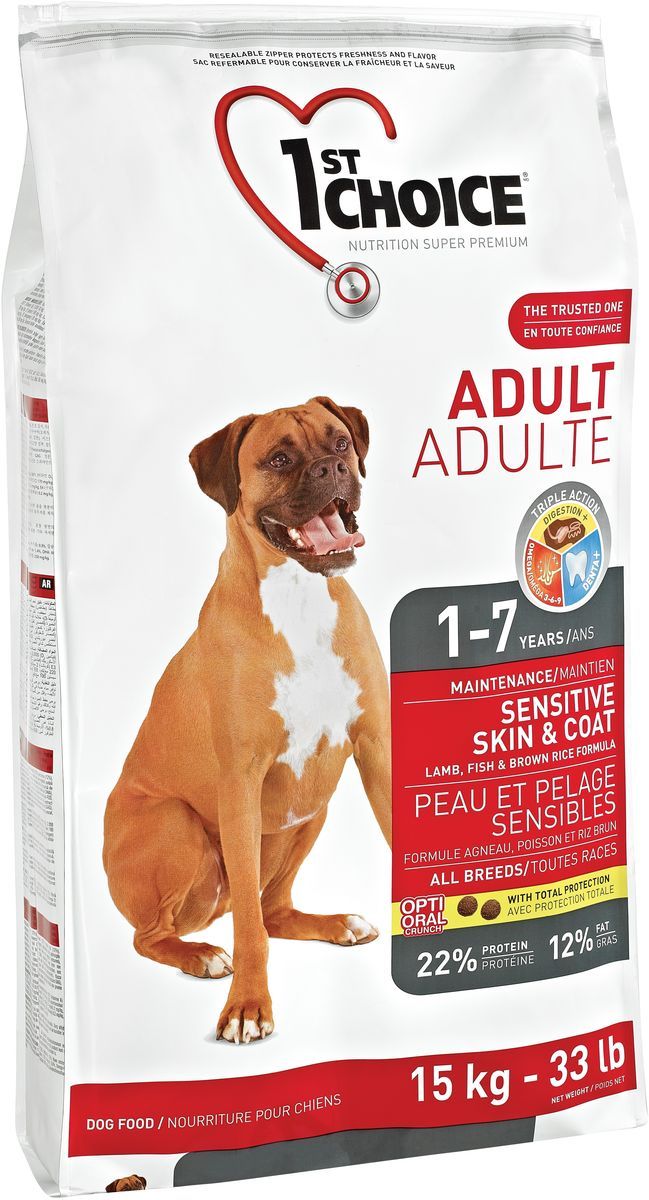 RESEALABLE ZIPPER PROTECTS FRESHNESS AND FLAVOR
SAC REFERMABLE POUR CONSERVER LA FRAÎCHEUR ET LA SAVEUR
1ST CHOICE
NUTRITION SUPER PREMIUM
THE TRUSTED ONE
EN TOUTE CONFIANCE
ADULT
ADULTE
TRIPLE ACTION
DIGESTION+
OMEGA/OMÉGA 3-6-9
DENTA+
1-7 YEARS/ANS
MAINTENANCE/MAINTIEN
SENSITIVE
SKIN & COAT
LAMB, FISH & BROWN RICE FORMULA
PEAU ET PELAGE
SENSIBLES
FORMULE AGNEAU, POISSON ET RIZ BRUN
ALL BREEDS/TOUTES RACES
OPTI
ORAL
CRUNCH
WITH TOTAL PROTECTION
AVEC PROTECTION TOTALE
22% PROTEIN
PROTÉINE
12% FAT
GRAS
15 kg - 33 lb
NET WEIGHT / POIDS NET
DOG FOOD / NOURRITURE POUR CHIENS
AR